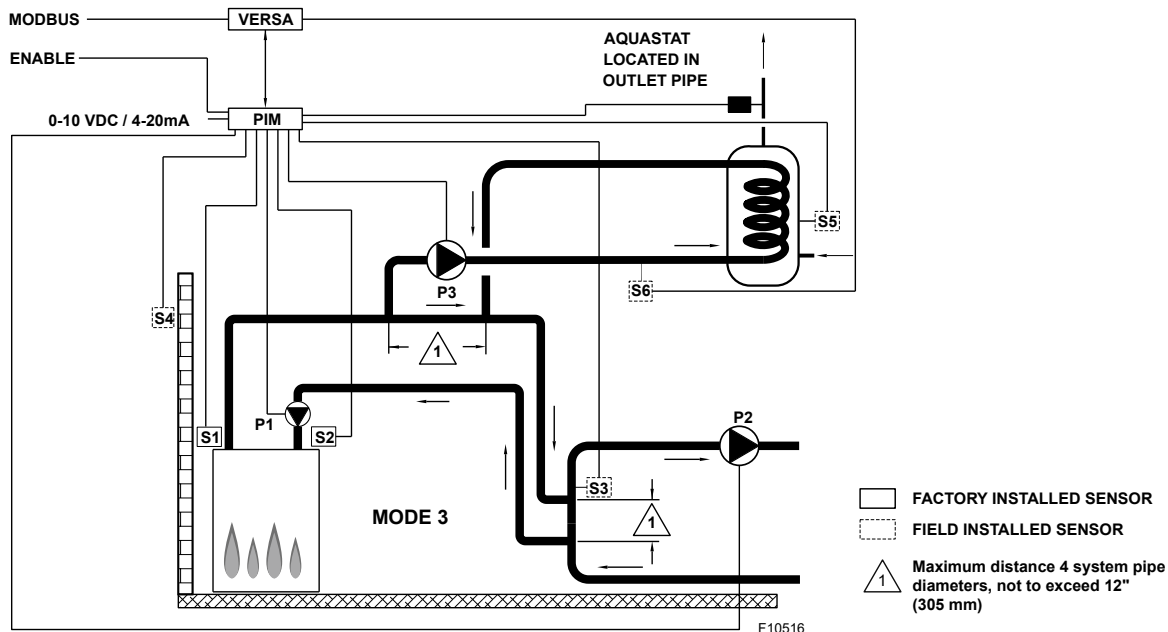 MODBUS
VERSA
ENABLE
AQUASTAT
LOCATED IN
OUTLET PIPE
0-10 VDC / 4-20mA
PIM
S5
P3
S6
S4
1
P1
S1
S2
P2
S3
1
MODE 3
FACTORY INSTALLED SENSOR
FIELD INSTALLED SENSOR
1
Maximum distance 4 system pipe
diameters, not to exceed 12"
(305 mm)
F10516